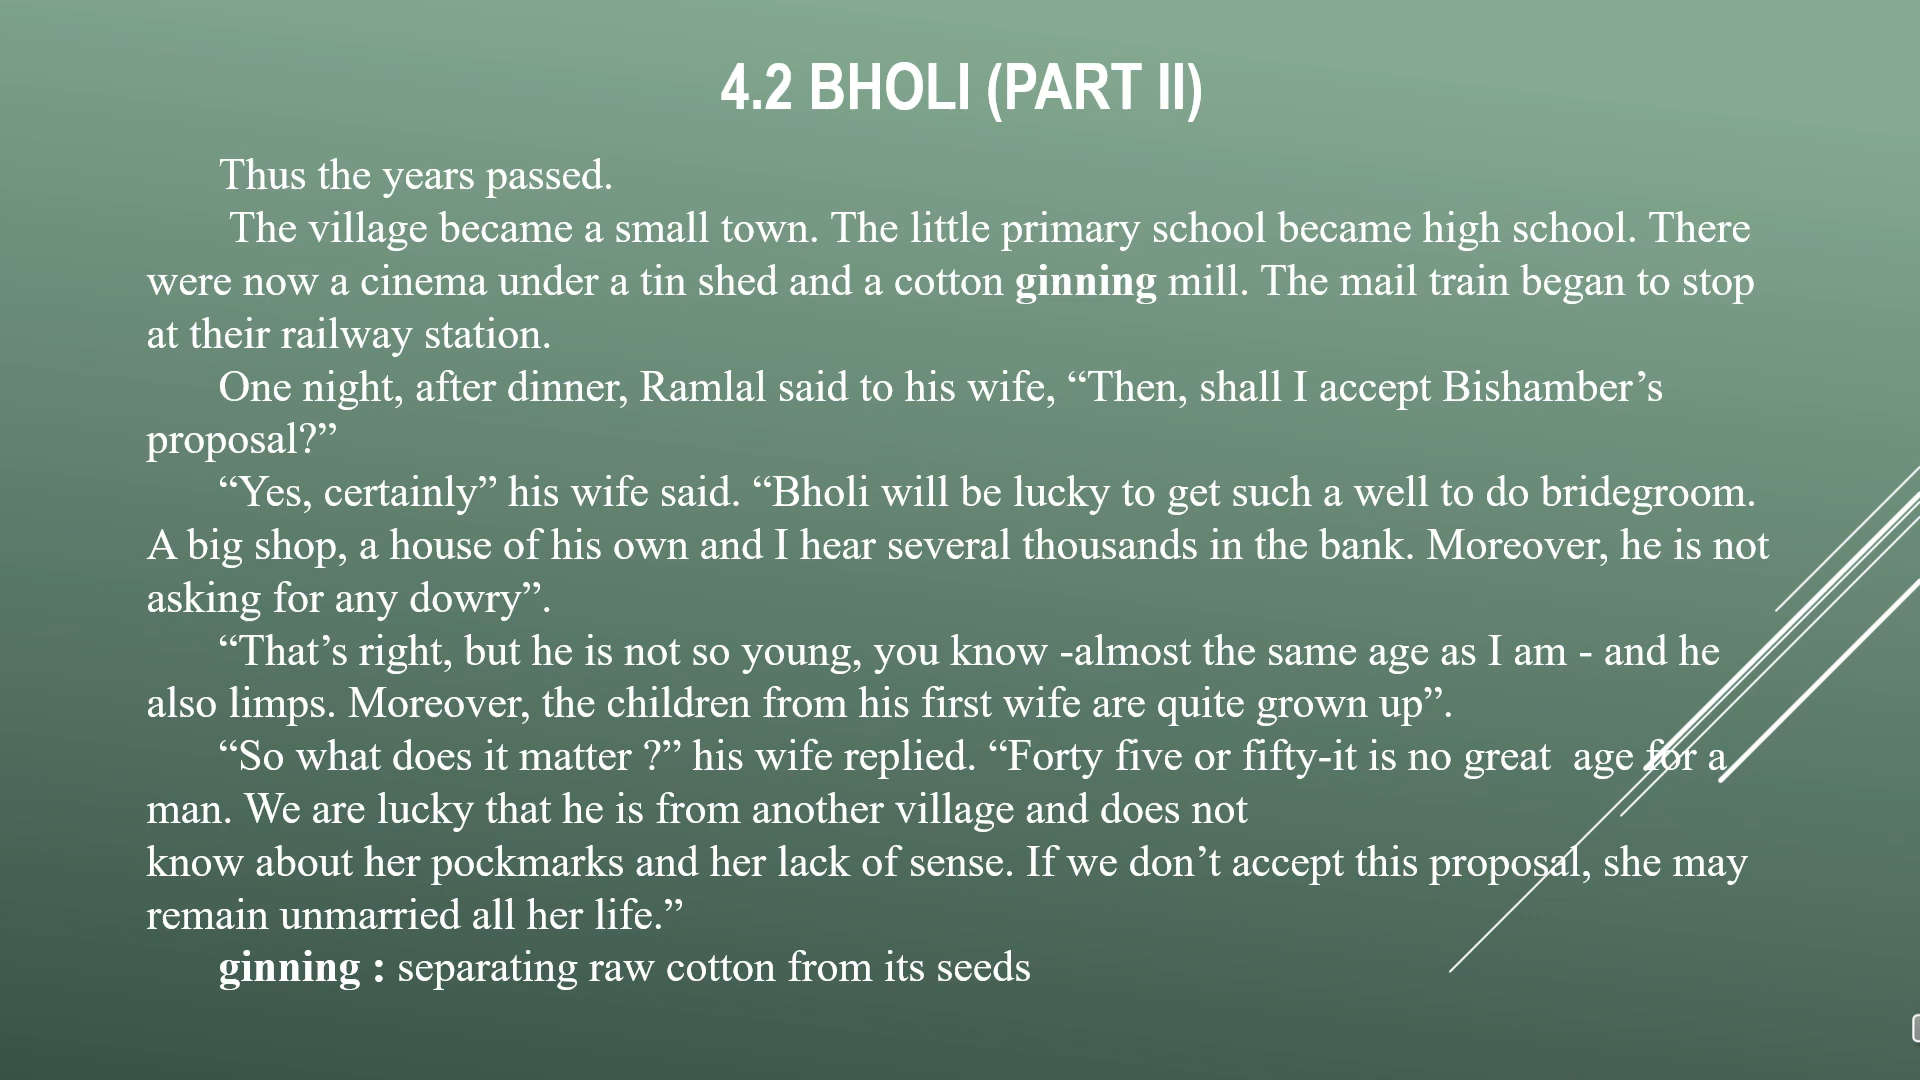 4.2 BHOLI (PART II)
Thus the years passed.
The village became a small town. The little primary school became high school. There
were now a cinema under a tin shed and a cotton ginning mill. The mail train began to stop
at their railway station.
One night, after dinner, Ramlal said to his wife, “Then, shall I accept Bishamber’s
proposal?”
“Yes, certainly” his wife said. “Bholi will be lucky to get such a well to do bridegroom.
A big shop, a house of his own and I hear several thousands in the bank. Moreover, he is not
asking for any dowry”.
“That’s right, but he is not so young, you know -almost the same age as I am - and he
also limps. Moreover, the children from his first wife are quite grown up”.
“So what does it matter ?” his wife replied. “Forty five or fifty-it is no great  age for a
man. We are lucky that he is from another village and does not
know about her pockmarks and her lack of sense. If we don’t accept this proposal, she may
remain unmarried all her life.”
ginning : separating raw cotton from its seeds